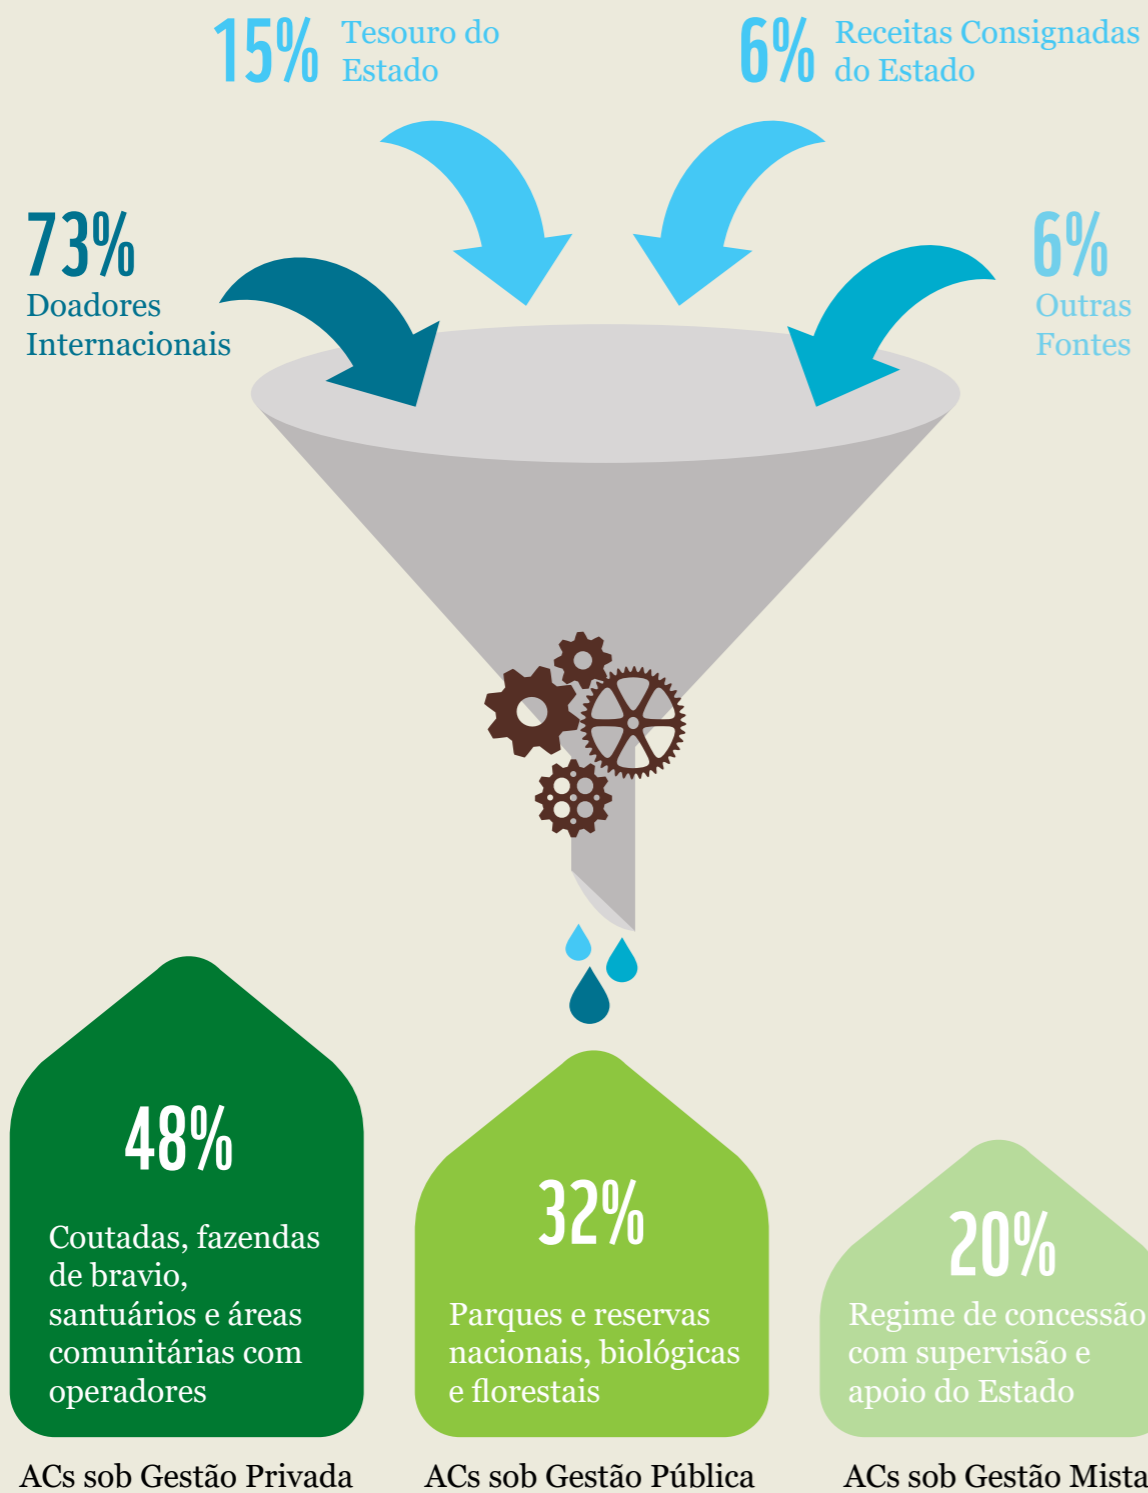 15% Tesouro do
Estado
6% Receitas Consignadas
do Estado
73%
Doadores
Internacionais
6%
Outras
Fontes
48%
Coutadas, fazendas
de bravio,
santuários e áreas
comunitárias com
operadores
ACs sob Gestão Privada
32%
Parques e reservas
nacionais, biológicas
e florestais
ACs sob Gestão Pública
20%
Regime de concessão
com supervisão e
apoio do Estado
ACs sob Gestão Mista